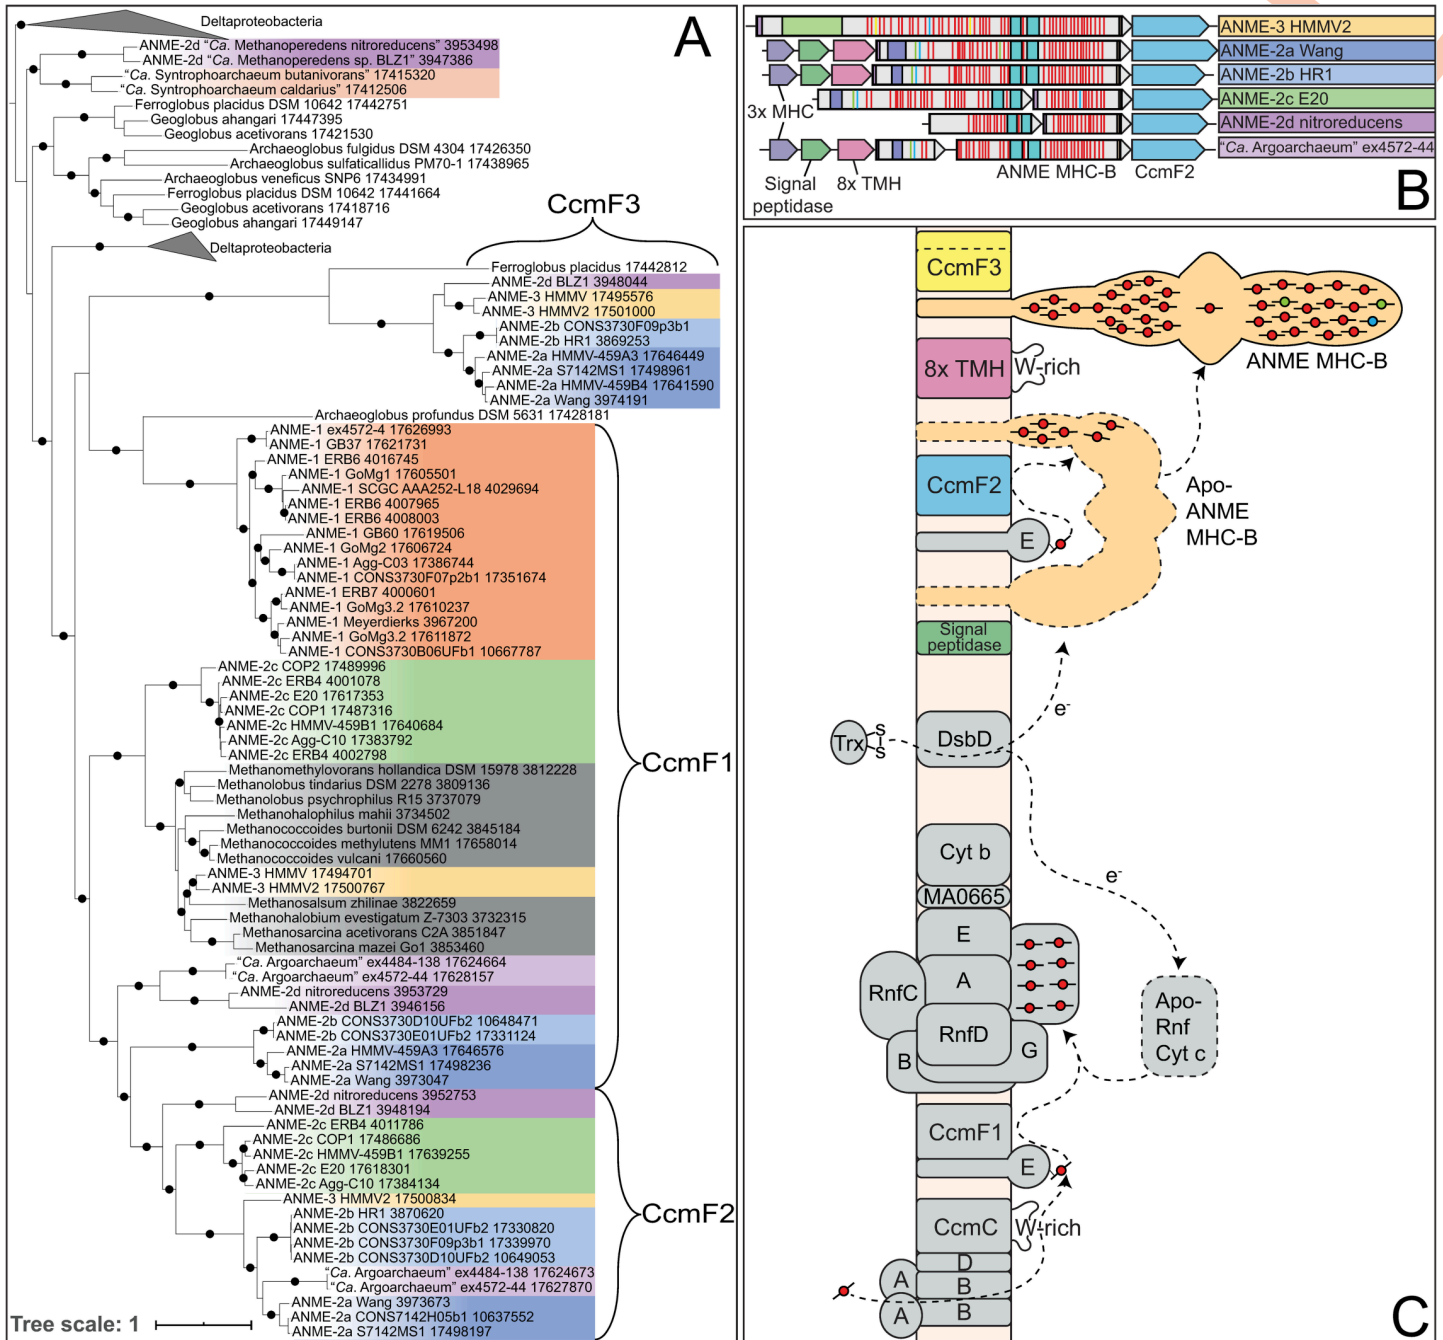 A
Deltaproteobacteria
ANME-2d “Ca. Methanoperedens nitroreducens” 3953498
ANME-2d “Ca. Methanoperedens sp. BLZ1” 3947386
“Ca. Syntrophoarchaeum butanivorans” 17415320
“Ca. Syntrophoarchaeum caldarius” 17412506
Ferroglobus placidus DSM 10642 17442751
Geoglobus ahangari 17447395
Geoglobus acetivorans 17421530
Archaeoglobus fulgidus DSM 4304 17426350
Archaeoglobus sulfaticallidus PM70-1 17438965
Archaeoglobus veneficus SNP6 17434991
Ferroglobus placidus DSM 10642 17441664
Geoglobus acetivorans 17418716
Geoglobus ahangari 17449147
Deltaproteobacteria
CcmF3
Ferroglobus placidus 17442812
ANME-2d BLZ1 3948044
ANME-3 HMMV 17495576
ANME-3 HMMV2 17501000
ANME-2b CONS3730F09p3b1
ANME-2b HR1 3869253
ANME-2a HMMV-459A3 17646449
ANME-2a S7142MS1 17498961
ANME-2a HMMV-459B4 17641590
ANME-2a Wang 3974191
Archaeoglobus profundus DSM 5631 17428181
ANME-1 ex4572-4 17626993
ANME-1 GB37 17621731
ANME-1 ERB6 4016745
ANME-1 GoMg1 17605501
ANME-1 SCGC AAA252-L18 4029694
ANME-1 ERB6 4007965
ANME-1 ERB6 4008003
ANME-1 GB60 17619506
ANME-1 GoMg2 17606724
ANME-1 Agg-C03 17386744
ANME-1 CONS3730F07p2b1 17351674
ANME-1 ERB7 4000601
ANME-1 GoMg3.2 17610237
ANME-1 Meyerdierks 3967200
ANME-1 GoMg3.2 17611872
ANME-1 CONS3730B06UFb1 10667787
ANME-2c COP2 17489996
ANME-2c ERB4 4001078
ANME-2c E20 17617353
ANME-2c COP1 17487316
ANME-2c HMMV-459B1 17640684
ANME-2c Agg-C10 17383792
ANME-2c ERB4 4002798
CcmF1
Methanomethylovorans hollandica DSM 15978 3812228
Methanolobus tindarius DSM 2278 3809136
Methanolobus psychrophilus R15 3737079
Methanohalophilus mahii 3734502
Methanococcoides burtonii DSM 6242 3845184
Methanococcoides methylutens MM1 17658014
Methanococcoides vulcani 17660560
ANME-3 HMMV 17494701
ANME-3 HMMV2 17500767
Methanosalsum zhilinae 3822659
Methanohalobium evestigatum Z-7303 3732315
Methanosarcina acetivorans C2A 3851847
Methanosarcina mazei Go1 3853460
“Ca. Argoarchaeum” ex4484-138 17624664
“Ca. Argoarchaeum” ex4572-44 17628157
ANME-2d nitroreducens 3953729
ANME-2d BLZ1 3946156
ANME-2b CONS3730D10UFb2 10648471
ANME-2b CONS3730E01UFb2 17331124
ANME-2a HMMV-459A3 17646576
ANME-2a S7142MS1 17498236
ANME-2a Wang 3973047
ANME-2d nitroreducens 3952753
ANME-2d BLZ1 3948194
ANME-2c ERB4 4011786
ANME-2c COP1 17486686
ANME-2c HMMV-459B1 17639255
ANME-2c E20 17618301
ANME-2c Agg-C10 17384134
ANME-3 HMMV2 17500834
CcmF2
ANME-2b HR1 3870620
ANME-2b CONS3730E01UFb2 17330820
ANME-2b CONS3730F09p3b1 17339970
ANME-2b CONS3730D10UFb2 10649053
“Ca. Argoarchaeum” ex4484-138 17624673
“Ca. Argoarchaeum” ex4572-44 17627870
ANME-2a Wang 3973673
ANME-2a CONS7142H05b1 10637552
ANME-2a S7142MS1 17498197
Tree scale: 1
ANME-3 HMMV2
ANME-2a Wang
ANME-2b HR1
ANME-2c E20
3x MHC
ANME-2d nitroreducens
“Ca. Argoarchaeum” ex4572-44
Signal
peptidase
8x TMH
ANME MHC-B
CcmF2
B
CcmF3
ANME MHC-B
8x TMH
W-rich
CcmF2
Apo-
ANME
MHC-B
E
Signal
peptidase
e-
Trx
S
S
DsbD
Cyt b
MA0665
e-
E
A
RnfC
RnfD
B
G
Apo-
Rnf
Cyt c
CcmF1
E
CcmC
W-rich
D
A
B
A
B
C